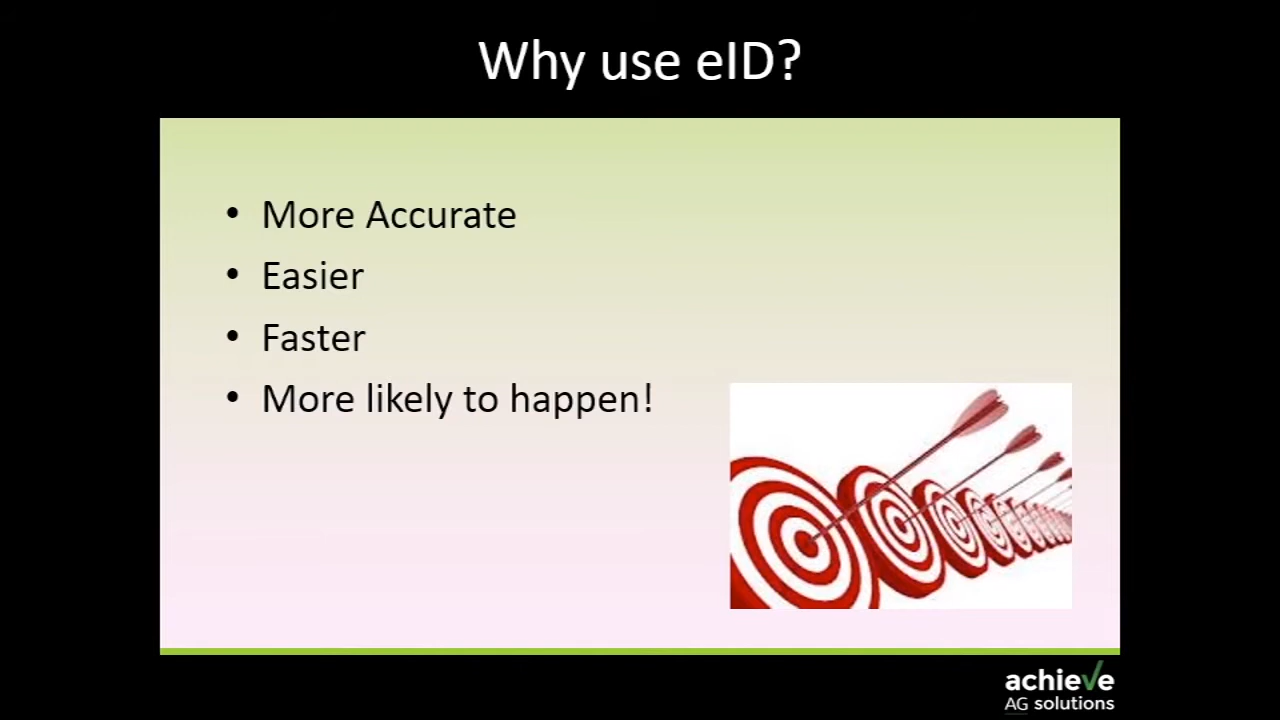 Why use eID?
• More Accurate
• Easier
• Faster
• More likely to happen!
achieve
AG solutions